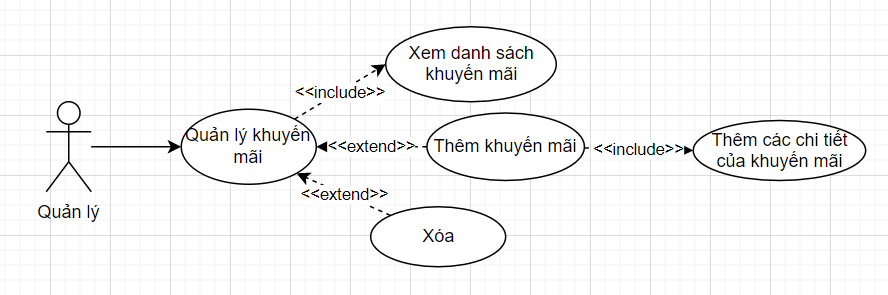 Xem danh sách
khuyến mãi
<<include>>
Quản lý khuyến
mãi
<<extend>>
Thêm khuyến mãi
<<include>>
Thêm các chi tiết
của khuyến mãi
<<extend>>
Quản lý
Xóa